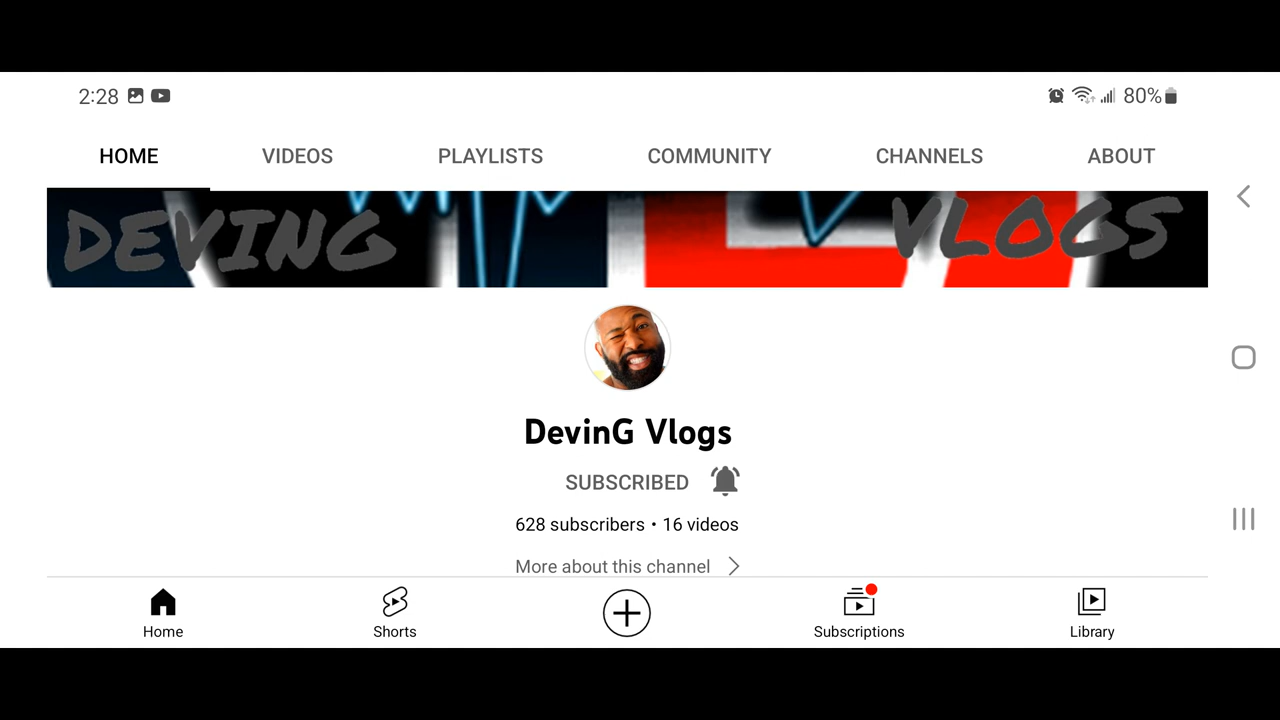 2:28 80%
HOME VIDEOS PLAYLISTS COMMUNITY CHANNELS ABOUT
DEVING VLOGS
DevinG Vlogs
SUBSCRIBED
628 subscribers • 16 videos
More about this channel
Home Shorts Subscriptions Library